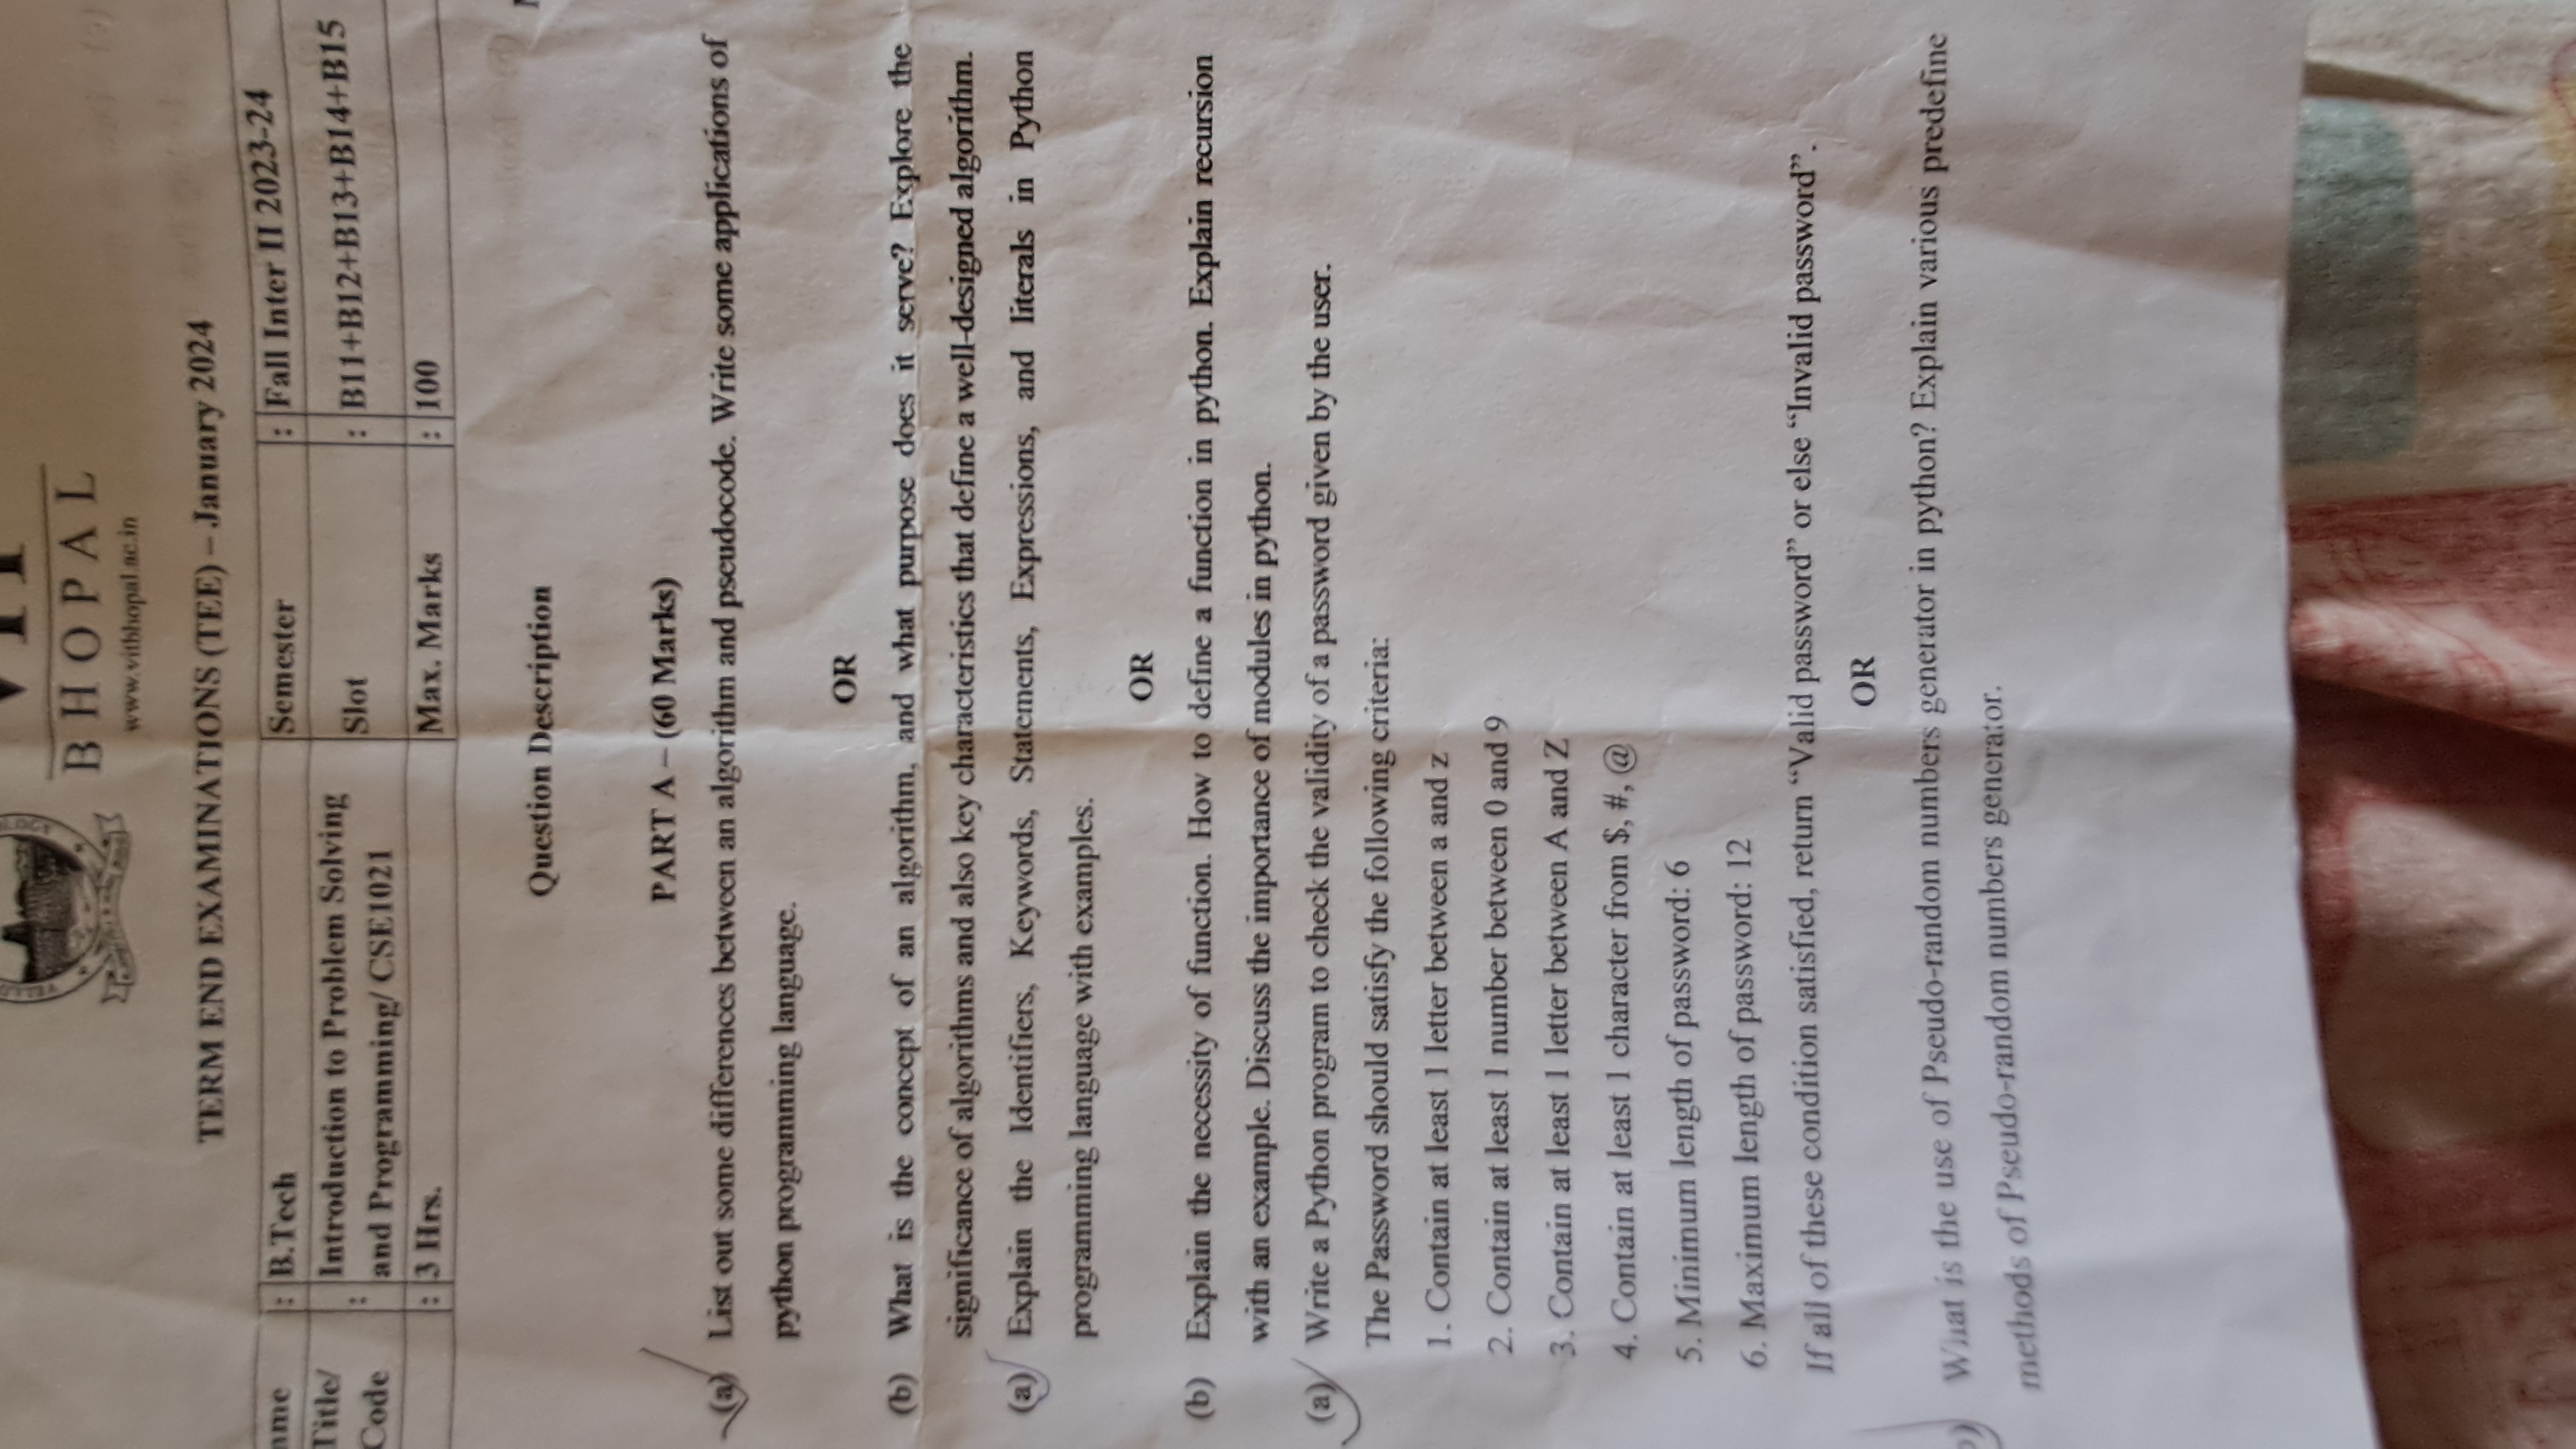 BHOPAL
www.vitbhopal.ac.in
TERM END EXAMINATIONS (TEE) – January 2024
: B.Tech Semester : Fall Inter II 2023-24
Title/ Code : Introduction to Problem Solving and Programming/ CSE1021 Slot : B11+B12+B13+B14+B15
: 3 Hrs. Max. Marks : 100
Question Description
PART A – (60 Marks)
(a) List out some differences between an algorithm and pseudocode. Write some applications of
python programming language.
OR
(b) What is the concept of an algorithm, and what purpose does it serve? Explore the
significance of algorithms and also key characteristics that define a well-designed algorithm.
(a) Explain the Identifiers, Keywords, Statements, Expressions, and literals in Python
programming language with examples.
OR
(b) Explain the necessity of function. How to define a function in python. Explain recursion
with an example. Discuss the importance of modules in python.
(a) Write a Python program to check the validity of a password given by the user.
The Password should satisfy the following criteria:
1. Contain at least 1 letter between a and z
2. Contain at least 1 number between 0 and 9
3. Contain at least 1 letter between A and Z
4. Contain at least 1 character from $, #, @
5. Minimum length of password: 6
6. Maximum length of password: 12
If all of these condition satisfied, return “Valid password” or else “Invalid password”.
OR
What is the use of Pseudo-random numbers generator in python? Explain various predefine
methods of Pseudo-random numbers generator.